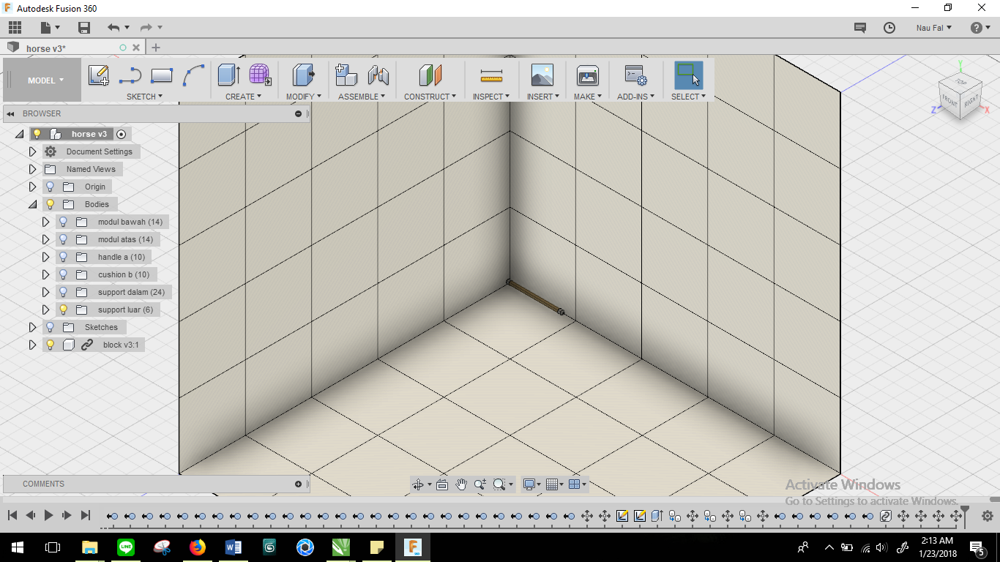 Autodesk Fusion 360
Nau Fal
horse v3*
MODEL
SKETCH
CREATE
MODIFY
ASSEMBLE
CONSTRUCT
INSPECT
INSERT
MAKE
ADD-INS
SELECT
BROWSER
horse v3
Document Settings
Named Views
Origin
Bodies
modul bawah (14)
modul atas (14)
handle a (10)
cushion b (10)
support dalam (24)
support luar (6)
Sketches
block v3:1
Y
TOP
FRONT
RIGHT
Z
X
COMMENTS
Activate Windows
Go to Settings to activate Windows.
LINE
2:13 AM
1/23/2018
5